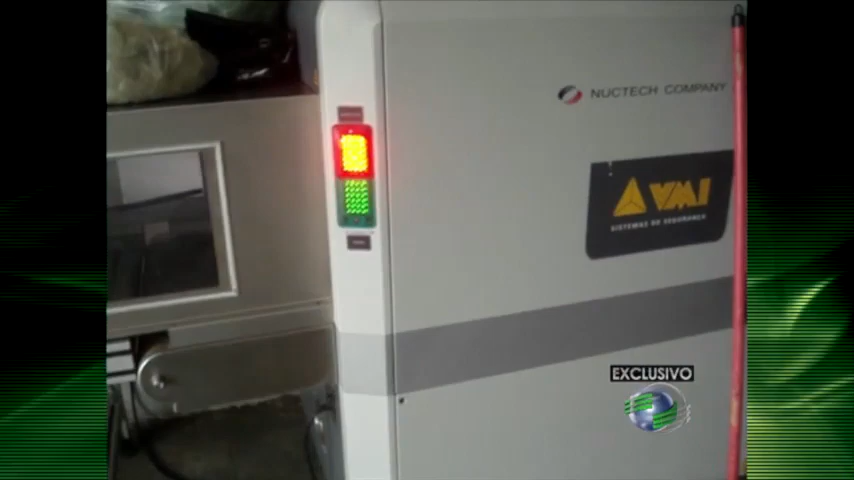 NUCTECH COMPANY
VMI
SISTEMAS DE SEGURANÇA
EXCLUSIVO